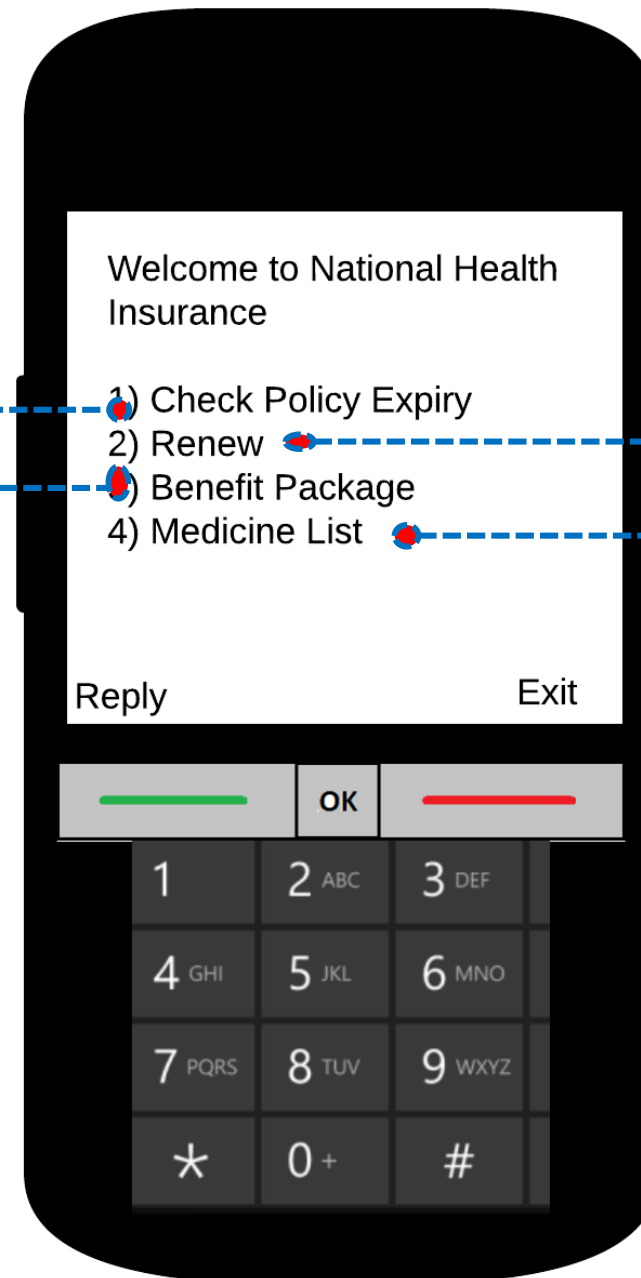 Welcome to National Health
Insurance
1) Check Policy Expiry
2) Renew
3) Benefit Package
4) Medicine List
Reply Exit
OK
1 2 ABC 3 DEF
4 GHI 5 JKL 6 MNO
7 PQRS 8 TUV 9 WXYZ
* 0 + #